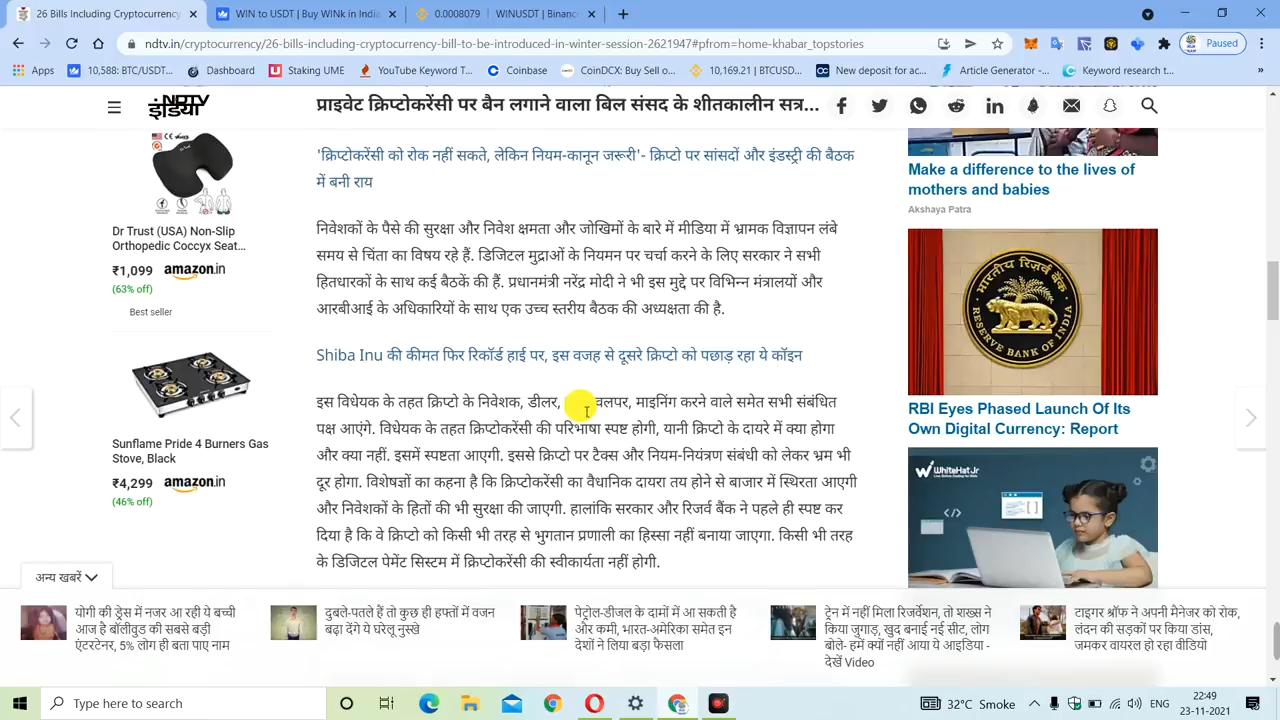 WIN - USDT | Bi
Bitcoin
0.0008079 | WIN-USDT | Bi
ndtv.in/cryptocurrency/26-bills-including-cryptocurrency-bill-to-be-introduced-in-winter-session-2621947#pfrom=home-khabar_topstories
Paused
Apps
10,588: BTC/UMEX...
Staking UME
YouTube Keyword T...
Coinbase
CoinDCX: Buy Sell o...
10,169.21 | BTCUSD...
New deposit for a d...
Keyword research t...
NDTV
इंडिया
प्राइवेट क्रिप्टोकरेंसी पर बैन लगाने वाला बिल संसद के शीतकालीन सत्र...
'क्रिप्टोकरेंसी को रोक नहीं सकते, लेकिन नियम-कानून जरूरी'- क्रिप्टो पर सांसदों और इंडस्ट्री की बैठक
में बनी राय
निवेशकों के पैसे की सुरक्षा और निवेश क्षमता और जोखिमों के बारे में मीडिया में भ्रामक विज्ञापन लंबे
समय से चिंता का विषय रहे हैं. डिजिटल मुद्राओं के नियमन पर चर्चा करने के लिए सरकार ने सभी
हितधारकों के साथ कई बैठकें की हैं. प्रधानमंत्री नरेंद्र मोदी ने भी इस मुद्दे पर विभिन्न मंत्रालयों और
आरबीआई के अधिकारियों के साथ एक उच्च स्तरीय बैठक की अध्यक्षता की है.
Shiba Inu की कीमत फिर रिकॉर्ड हाई पर, इस वजह से दूसरे क्रिप्टो को पछाड़ रहा ये कॉइन
इस विधेयक के तहत क्रिप्टो के निवेशक, डीलर, वलपर, माइनिंग करने वाले समेत सभी संबंधित
पक्ष आएंगे. विधेयक के तहत क्रिप्टोकरेंसी की परिभाषा स्पष्ट होगी, यानी क्रिप्टो के दायरे में क्या होगा
और क्या नहीं. इसमें स्पष्टता आएगी. इससे क्रिप्टो पर टैक्स और नियम-नियंत्रण संबंधी को लेकर भ्रम भी
दूर होगा. विशेषज्ञों का कहना है कि क्रिप्टोकरेंसी का वैधानिक दायरा तय होने से बाजार में स्थिरता आएगी
और निवेशकों के हितों की भी सुरक्षा की जाएगी. हालांकि सरकार और रिजर्व बैंक ने पहले ही स्पष्ट कर
दिया है कि वे क्रिप्टो को किसी भी तरह से भुगतान प्रणाली का हिस्सा नहीं बनाया जाएगा. किसी भी तरह
के डिजिटल पेमेंट सिस्टम में क्रिप्टोकरेंसी की स्वीकार्यता नहीं होगी.
Dr Trust (USA) Non-Slip
Orthopedic Coccyx Seat...
₹1,099 amazon.in
(63% off)
Best seller
Sunflame Pride 4 Burners Gas
Stove, Black
₹4,299 amazon.in
(46% off)
Make a difference to the lives of
mothers and babies
Akshaya Patra
भारतीय रिज़र्व बैंक
RESERVE BANK OF INDIA
RBI Eyes Phased Launch Of Its
Own Digital Currency: Report
WhiteHat Jr
अन्य खबरें
योगी की ड्रेस में नजर आ रही ये बच्ची
आज है बॉलीवुड की सबसे बड़ी
एंटरटेनर, 5% लोग ही बता पाए नाम
दुबले-पतले हैं तो कुछ ही हफ्तों में वजन
बढ़ा देंगे ये घरेलू नुस्खे
पेट्रोल-डीजल के दामों में आ सकती है
और कमी, भारत-अमेरिका समेत इन
देशों ने लिया बड़ा फैसला
ट्रेन में नहीं मिला रिजर्वेशन, तो शख्स ने
किया जुगाड़, खुद बनाई नई सीट, लोग
बोले- हमें क्यों नहीं आया ये आइडिया -
देखें Video
टाइगर श्रॉफ ने अपनी मैनेजर को रोक,
लंदन की सड़कों पर किया डांस,
जमकर वायरल हो रहा वीडियो
Type here to search
32°C Smoke
ENG
22:49
23-11-2021